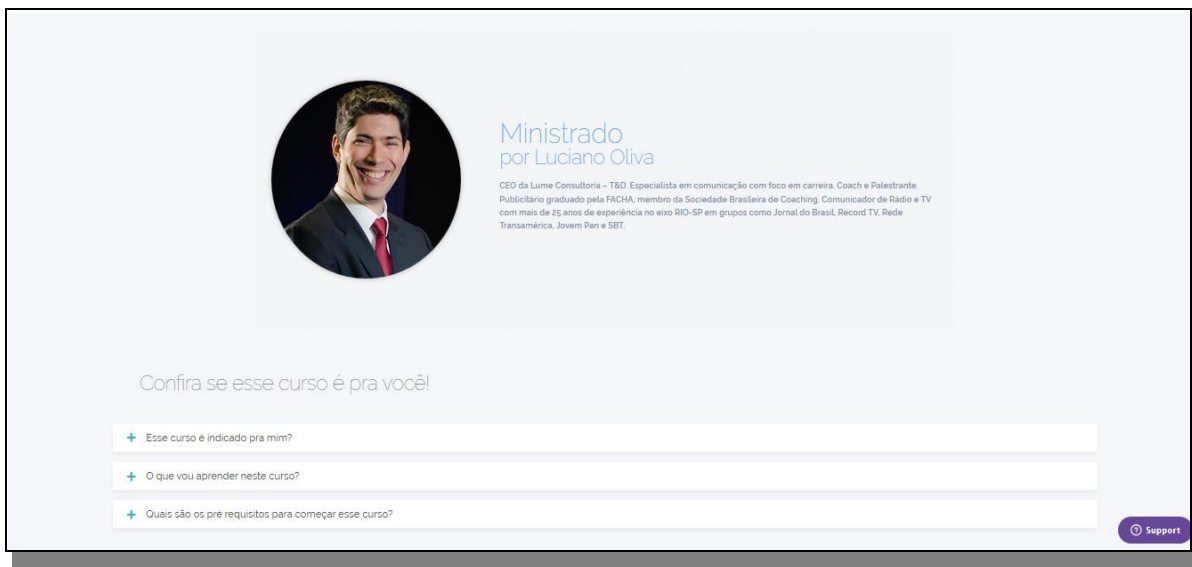 Ministrado
por Luciano Oliva
CEO da Lume Consultoria – T&D. Especialista em comunicação com foco em carreira. Coach e Palestrante.
Publicitário graduado pela FACHA, membro da Sociedade Brasileira de Coaching. Comunicador de Rádio e TV
com mais de 25 anos de experiência no eixo RIO-SP em grupos como Jornal do Brasil, Record TV, Rede
Transamérica, Jovem Pan e SBT.
Confira se esse curso é pra você!
+ Esse curso é indicado pra mim?
+ O que vou aprender neste curso?
+ Quais são os pré requisitos para começar esse curso?
Support